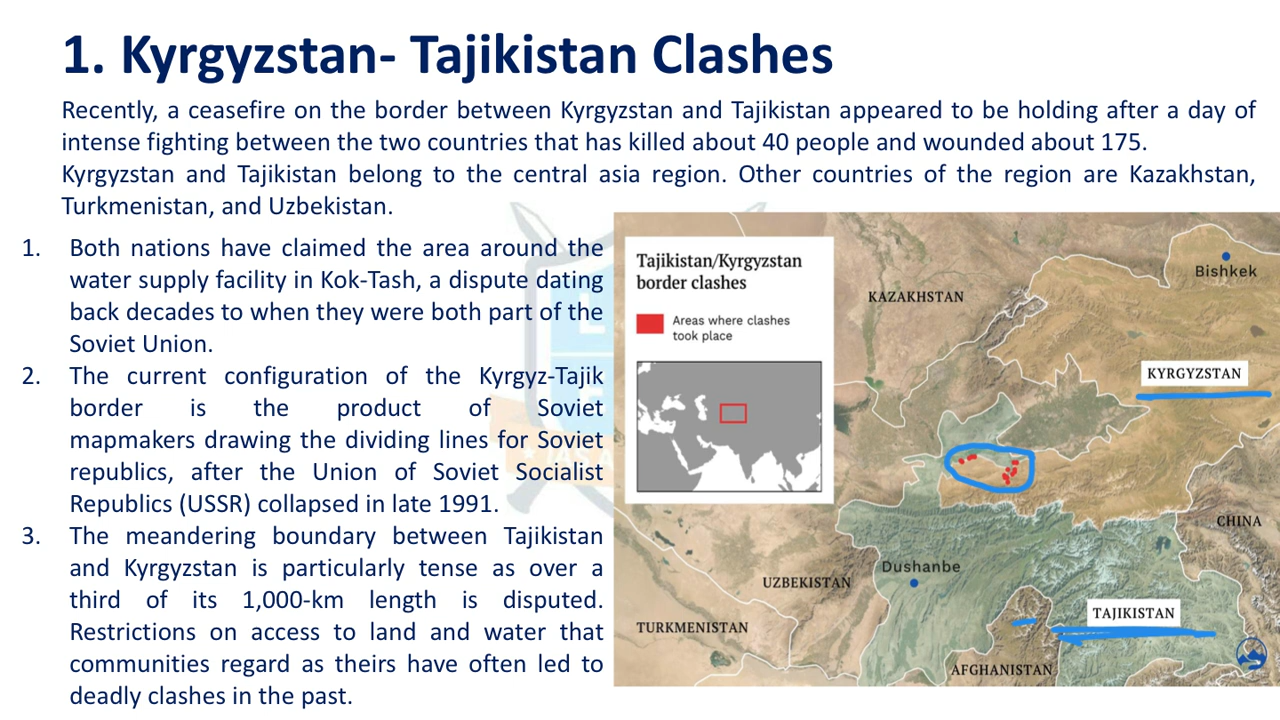 1. Kyrgyzstan- Tajikistan Clashes
Recently, a ceasefire on the border between Kyrgyzstan and Tajikistan appeared to be holding after a day of
intense fighting between the two countries that has killed about 40 people and wounded about 175.
Kyrgyzstan and Tajikistan belong to the central asia region. Other countries of the region are Kazakhstan,
Turkmenistan, and Uzbekistan.
1. Both nations have claimed the area around the
water supply facility in Kok-Tash, a dispute dating
back decades to when they were both part of the
Soviet Union.
2. The current configuration of the Kyrgyz-Tajik
border is the product of Soviet
mapmakers drawing the dividing lines for Soviet
republics, after the Union of Soviet Socialist
Republics (USSR) collapsed in late 1991.
3. The meandering boundary between Tajikistan
and Kyrgyzstan is particularly tense as over a
third of its 1,000-km length is disputed.
Restrictions on access to land and water that
communities regard as theirs have often led to
deadly clashes in the past.
Tajikistan/Kyrgyzstan
border clashes
Areas where clashes
took place
Bishkek
KAZAKHSTAN
KYRGYZSTAN
CHINA
Dushanbe
UZBEKISTAN
TAJIKISTAN
TURKMENISTAN
AFGHANISTAN